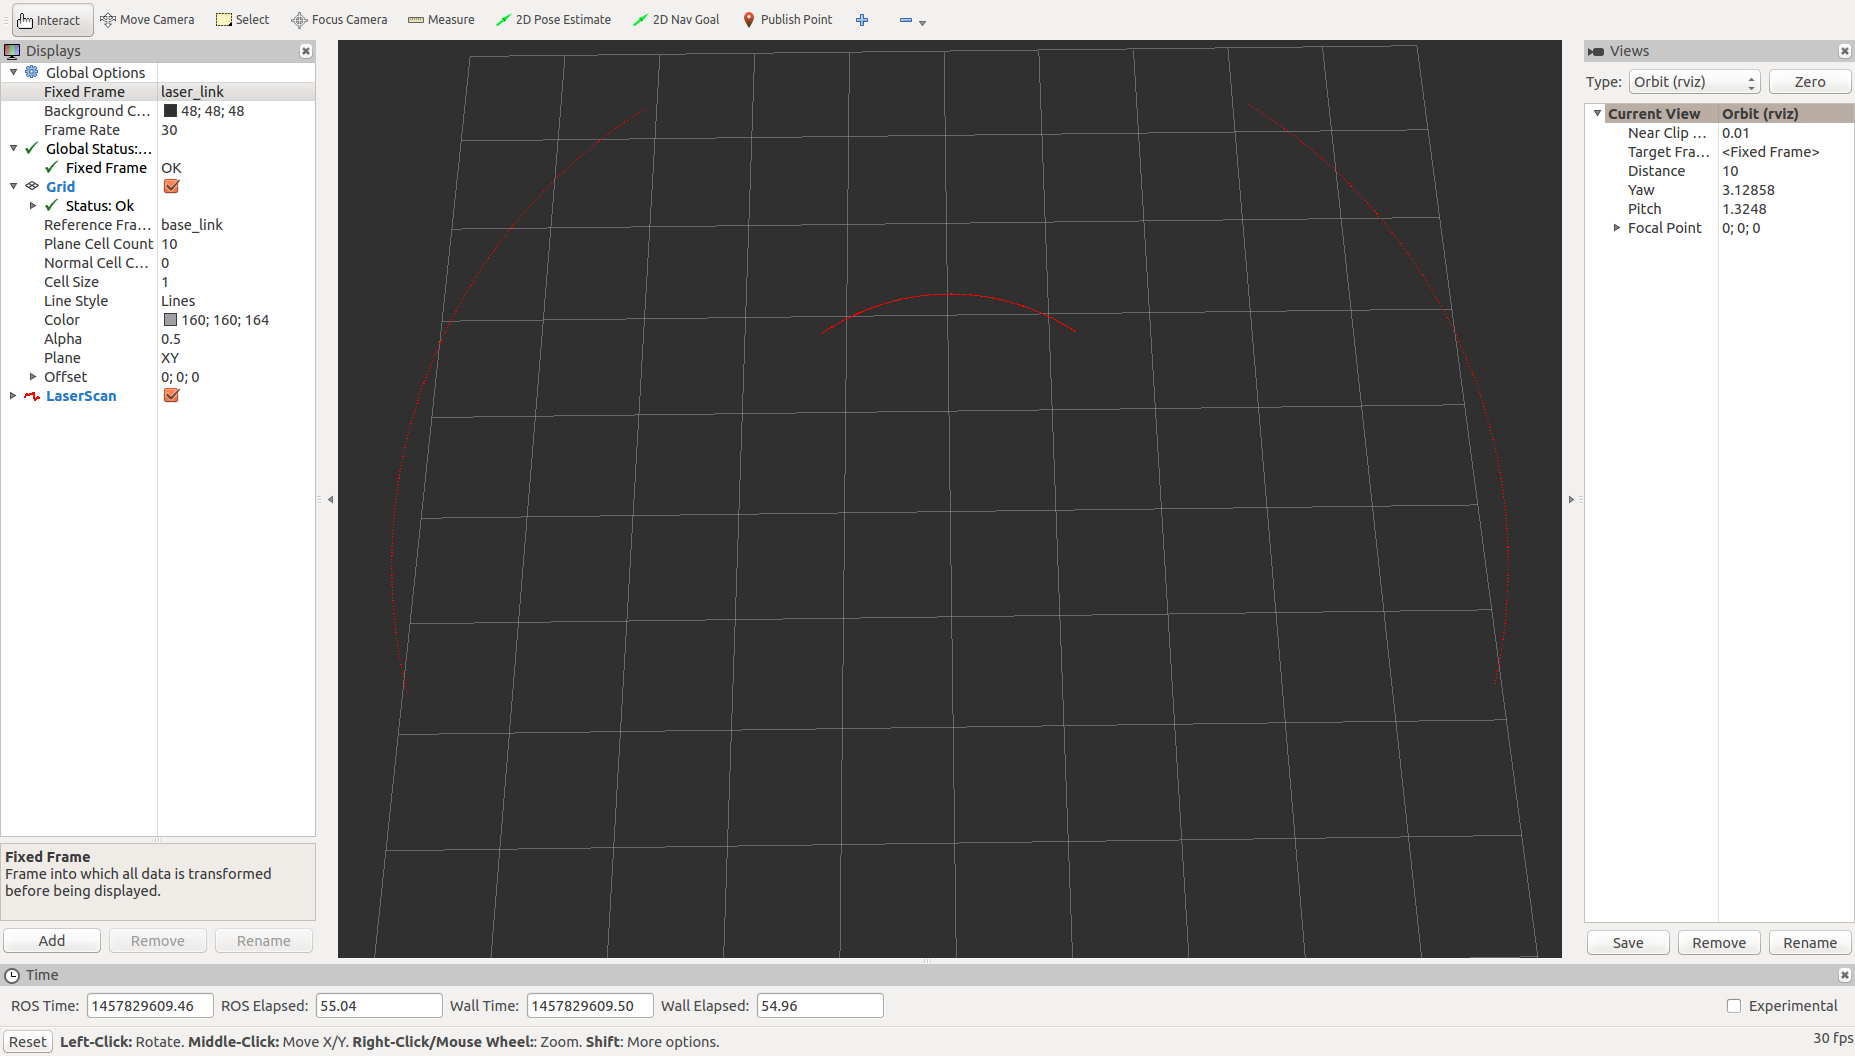 Interact Move Camera Select Focus Camera Measure 2D Pose Estimate 2D Nav Goal Publish Point
Displays
Global Options
Fixed Frame laser_link
Background C... 48; 48; 48
Frame Rate 30
Global Status:...
Fixed Frame OK
Grid
Status: Ok
Reference Fra... base_link
Plane Cell Count 10
Normal Cell C... 0
Cell Size 1
Line Style Lines
Color 160; 160; 164
Alpha 0.5
Plane XY
Offset 0; 0; 0
LaserScan
Fixed Frame
Frame into which all data is transformed
before being displayed.
Add Remove Rename
Views
Type: Orbit (rviz) Zero
Current View Orbit (rviz)
Near Clip ... 0.01
Target Fra... <Fixed Frame>
Distance 10
Yaw 3.12858
Pitch 1.3248
Focal Point 0; 0; 0
Save Remove Rename
Time
ROS Time: 1457829609.46 ROS Elapsed: 55.04 Wall Time: 1457829609.50 Wall Elapsed: 54.96 Experimental
Reset Left-Click: Rotate. Middle-Click: Move X/Y. Right-Click/Mouse Wheel:: Zoom. Shift: More options. 30 fps